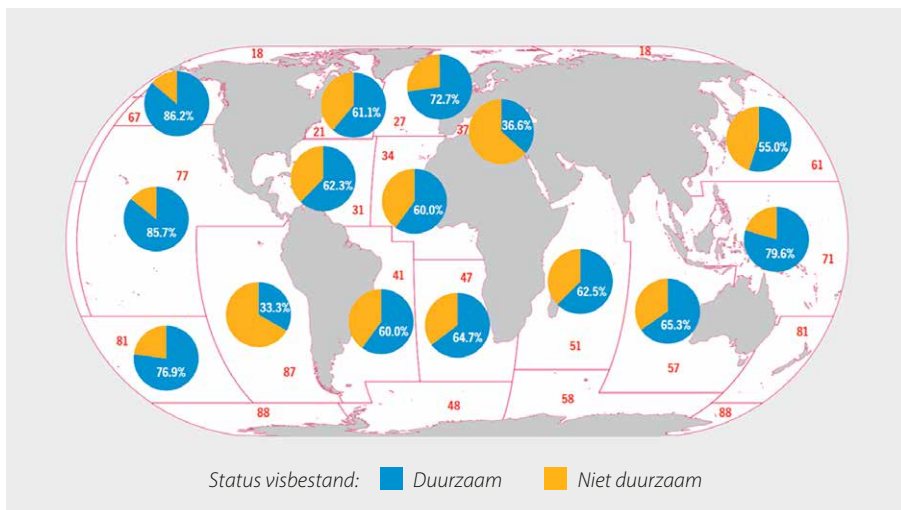 18 18
67 86.2% 61.1% 72.7% 36.6% 55.0%
21 27 37 61
77 34
62.3% 31 60.0%
85.7% 79.6% 71
41 47
33.3% 60.0% 64.7% 62.5% 65.3%
81 76.9% 87 51 57 81
88 48 58 88
Status visbestand: Duurzaam Niet duurzaam